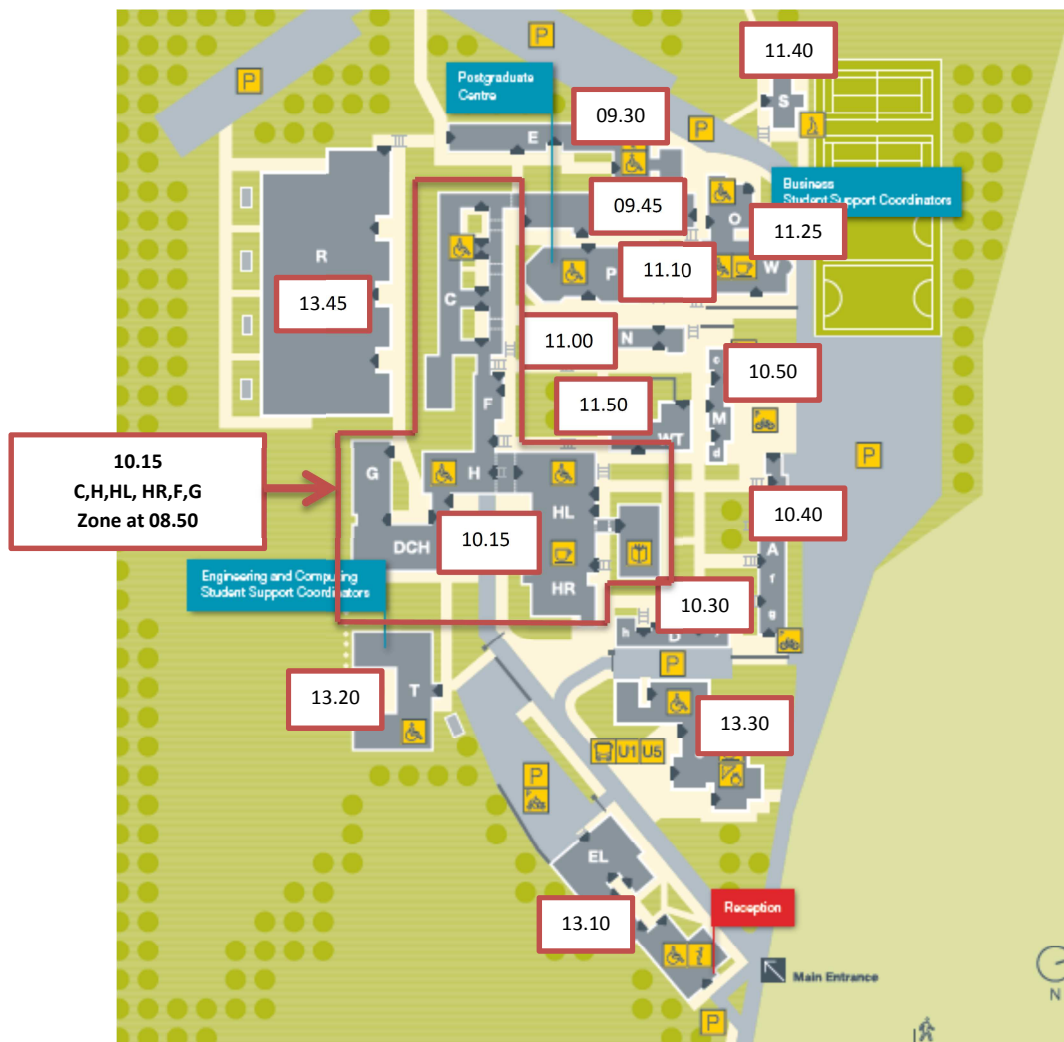 P
P
11.40
Postgraduate
Centre
S
09.30
P
E
Business
Student Support Coordinators
09.45
O
11.25
R
P
11.10
W
13.45
C
11.00
N
10.50
11.50
F
M
WT
d
P
10.15
C,H,HL, HR,F,G
Zone at 08.50
G
H
HL
10.40
DCH
10.15
A
Engineering and Computing
Student Support Coordinators
f
HR
10.30
g
h
D
P
T
13.20
13.30
U1 U5
P
EL
Reception
13.10
i
Main Entrance
N
P